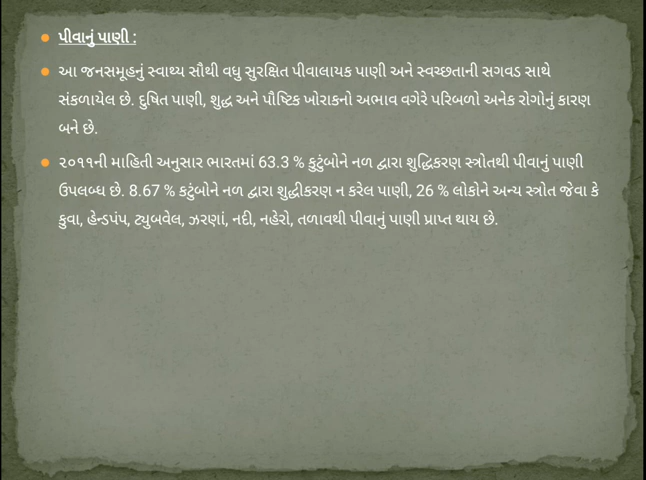 પીવાનું પાણી :
આ જનસમૂહનું સ્વાથ્ય સૌથી વધુ સુરક્ષિત પીવાલાયક પાણી અને સ્વચ્છતાની સગવડ સાથે
સંકળાયેલ છે. દુષિત પાણી, શુદ્ધ અને પૌષ્ટિક ખોરાકનો અભાવ વગેરે પરિબળો અનેક રોગોનું કારણ
બને છે.
૨૦૧૧ની માહિતી અનુસાર ભારતમાં 63.3 % કુટુંબોને નળ દ્વારા શુદ્ધિકરણ સ્ત્રોતથી પીવાનું પાણી
ઉપલબ્ધ છે. 8.67 % કટુંબોને નળ દ્વારા શુદ્ધીકરણ ન કરેલ પાણી, 26 % લોકોને અન્ય સ્ત્રોત જેવા કે
કુવા, હેન્ડપંપ, ટ્યુબવેલ, ઝરણાં, નદી, નહેરો, તળાવથી પીવાનું પાણી પ્રાપ્ત થાય છે.